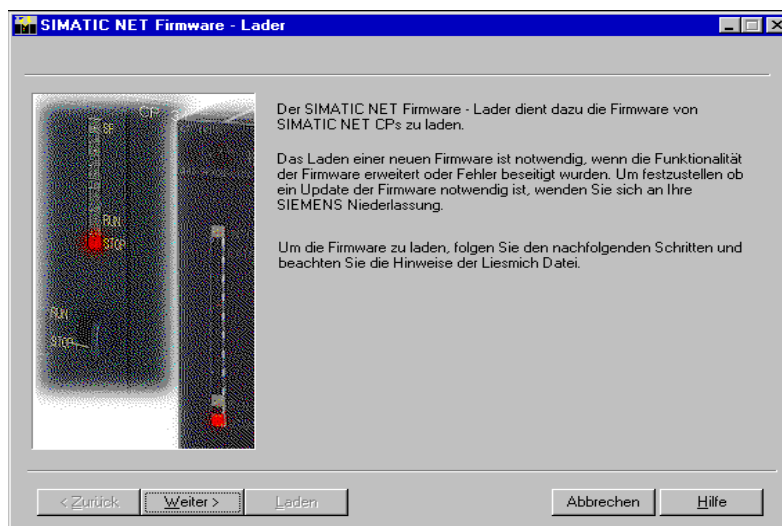 SIMATIC NET Firmware - Lader
CP
SF
RUN
STOP
RUN
STOP
Der SIMATIC NET Firmware - Lader dient dazu die Firmware von
SIMATIC NET CPs zu laden.
Das Laden einer neuen Firmware ist notwendig, wenn die Funktionalität
der Firmware erweitert oder Fehler beseitigt wurden. Um festzustellen ob
ein Update der Firmware notwendig ist, wenden Sie sich an Ihre
SIEMENS Niederlassung.
Um die Firmware zu laden, folgen Sie den nachfolgenden Schritten und
beachten Sie die Hinweise der Liesmich Datei.
< Zurück
Weiter >
Laden
Abbrechen
Hilfe